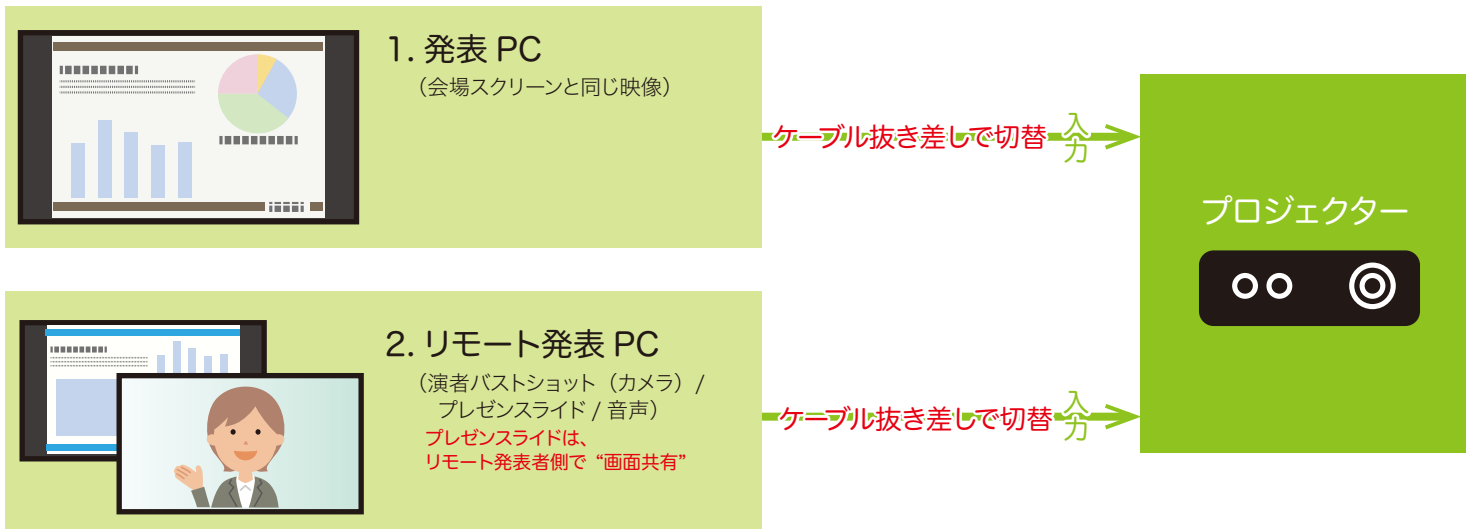 1. 発表 PC
（会場スクリーンと同じ映像）
ケーブル抜き差しで切替
入力
プロジェクター
2. リモート発表 PC
（演者バストショット（カメラ）/
プレゼンスライド / 音声）
プレゼンスライドは、
リモート発表者側で“画面共有”
ケーブル抜き差しで切替
入力